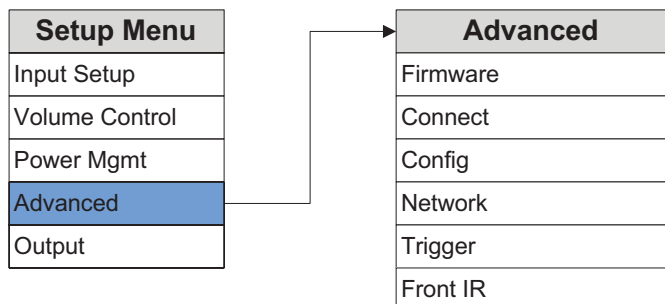 Setup Menu
Input Setup
Volume Control
Power Mgmt
Advanced
Output
Advanced
Firmware
Connect
Config
Network
Trigger
Front IR